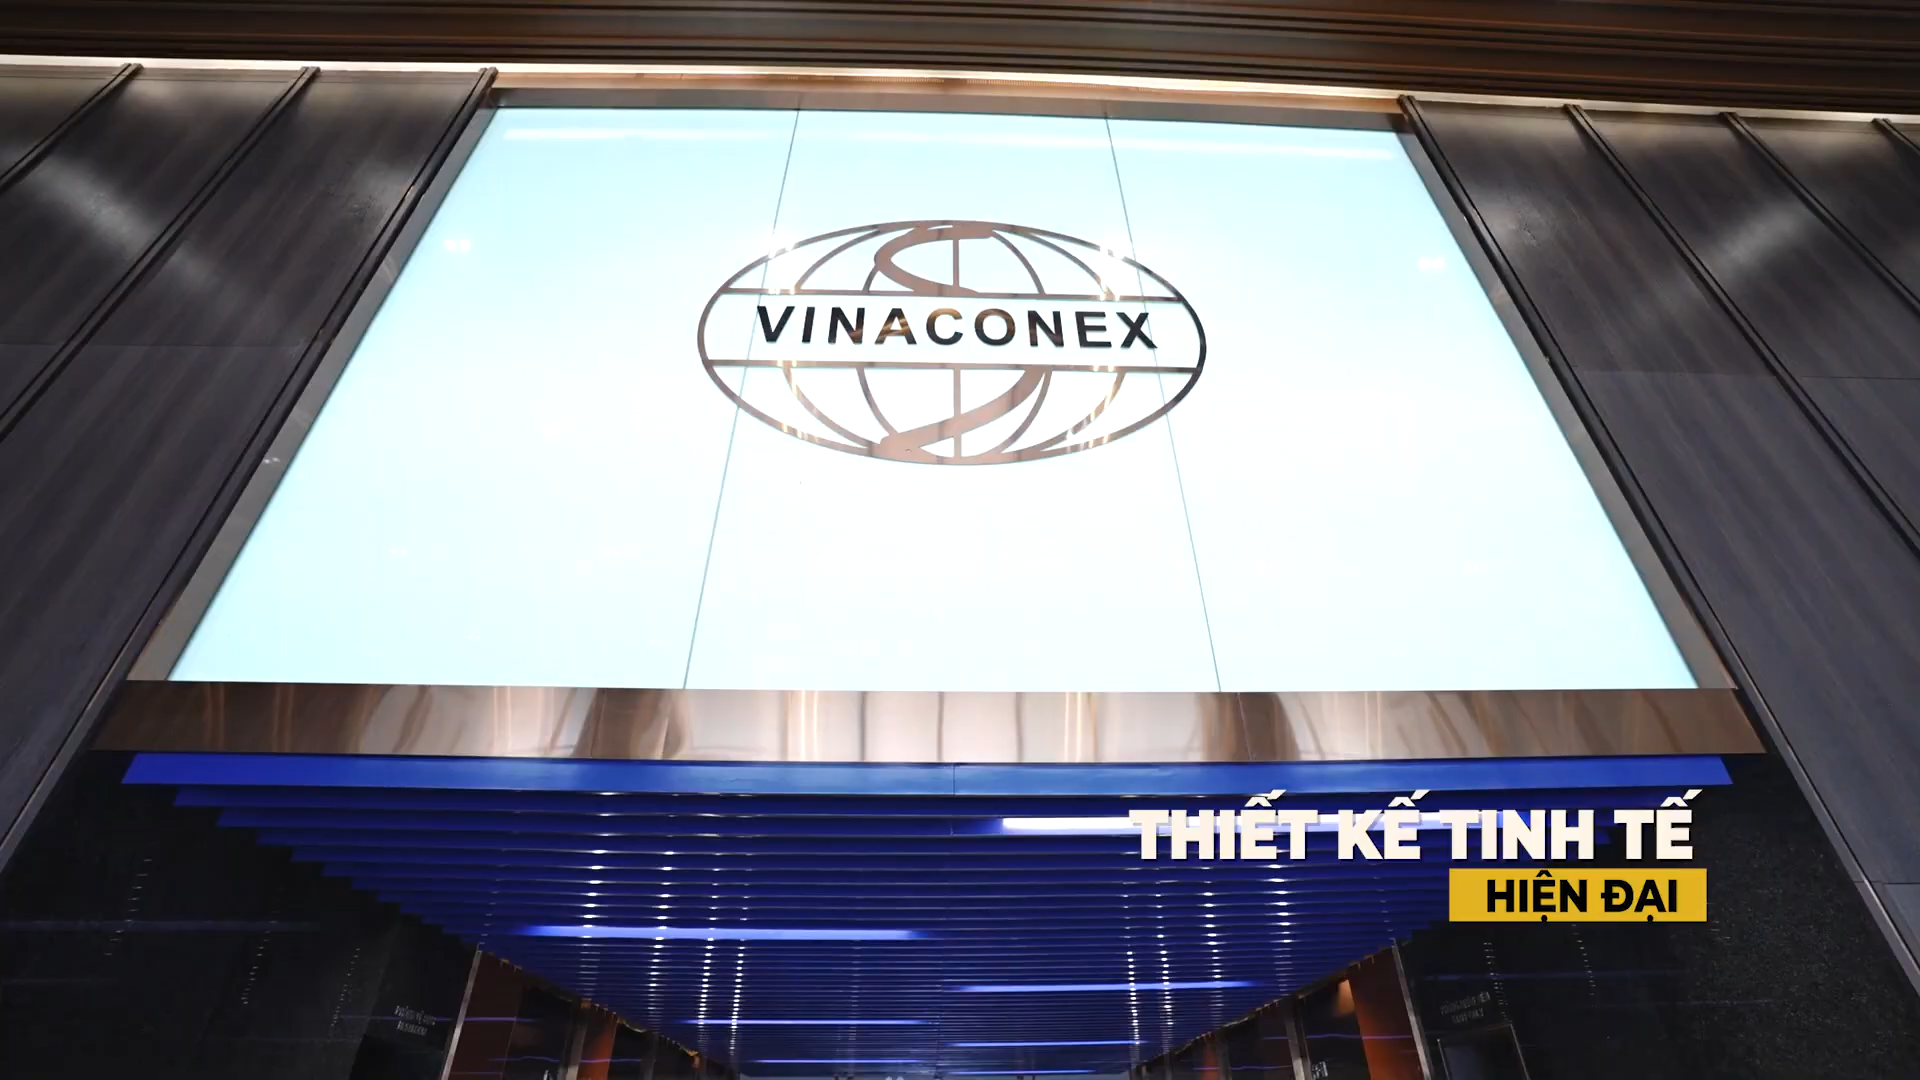 VINACONEX
THIẾT KẾ TINH TẾ
HIỆN ĐẠI